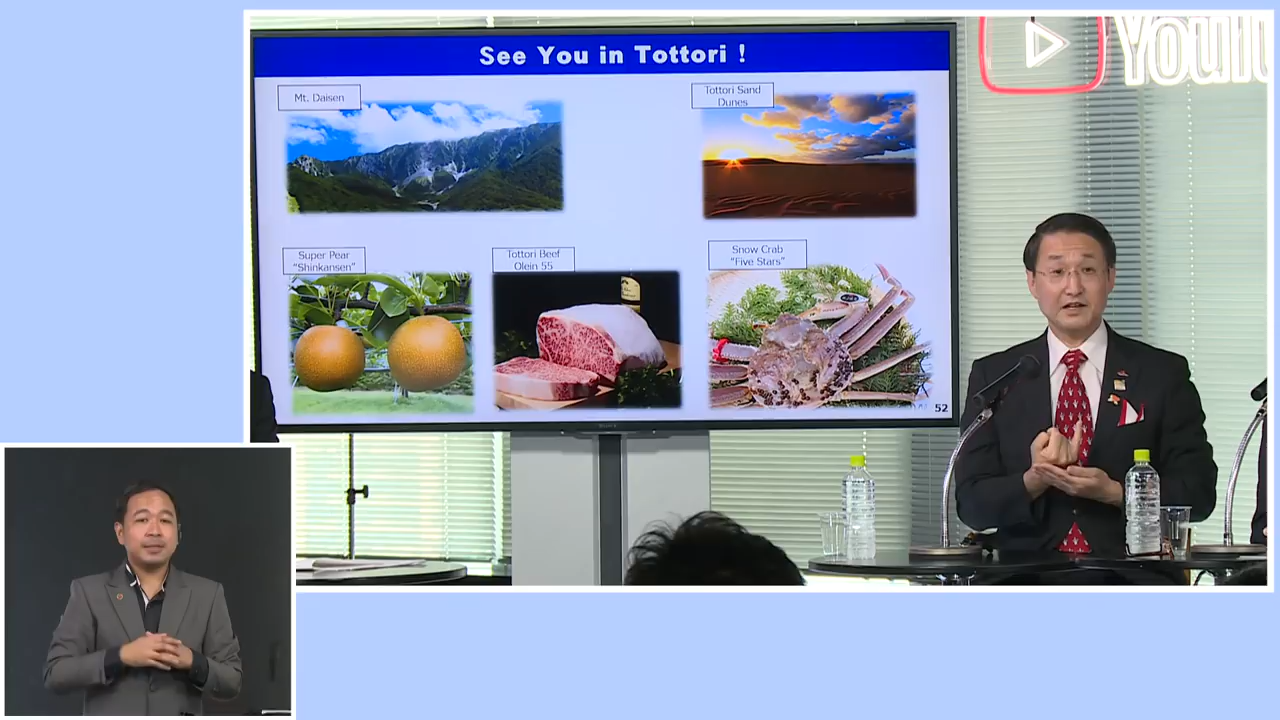 See You in Tottori !
Mt. Daisen
Tottori Sand
Dunes
Super Pear
"Shinkansen"
Tottori Beef
Olein 55
Snow Crab
"Five Stars"
52